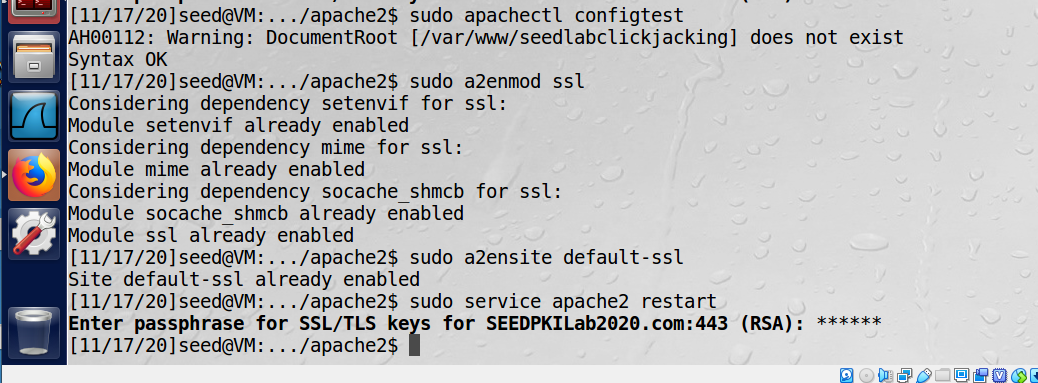 [11/17/20]seed@VM:.../apache2$ sudo apachectl configtest
AH00112: Warning: DocumentRoot [/var/www/seedlabclickjacking] does not exist
Syntax OK
[11/17/20]seed@VM:.../apache2$ sudo a2enmod ssl
Considering dependency setenvif for ssl:
Module setenvif already enabled
Considering dependency mime for ssl:
Module mime already enabled
Considering dependency socache_shmcb for ssl:
Module socache_shmcb already enabled
Module ssl already enabled
[11/17/20]seed@VM:.../apache2$ sudo a2ensite default-ssl
Site default-ssl already enabled
[11/17/20]seed@VM:.../apache2$ sudo service apache2 restart
Enter passphrase for SSL/TLS keys for SEEDPKILab2020.com:443 (RSA): ******
[11/17/20]seed@VM:.../apache2$